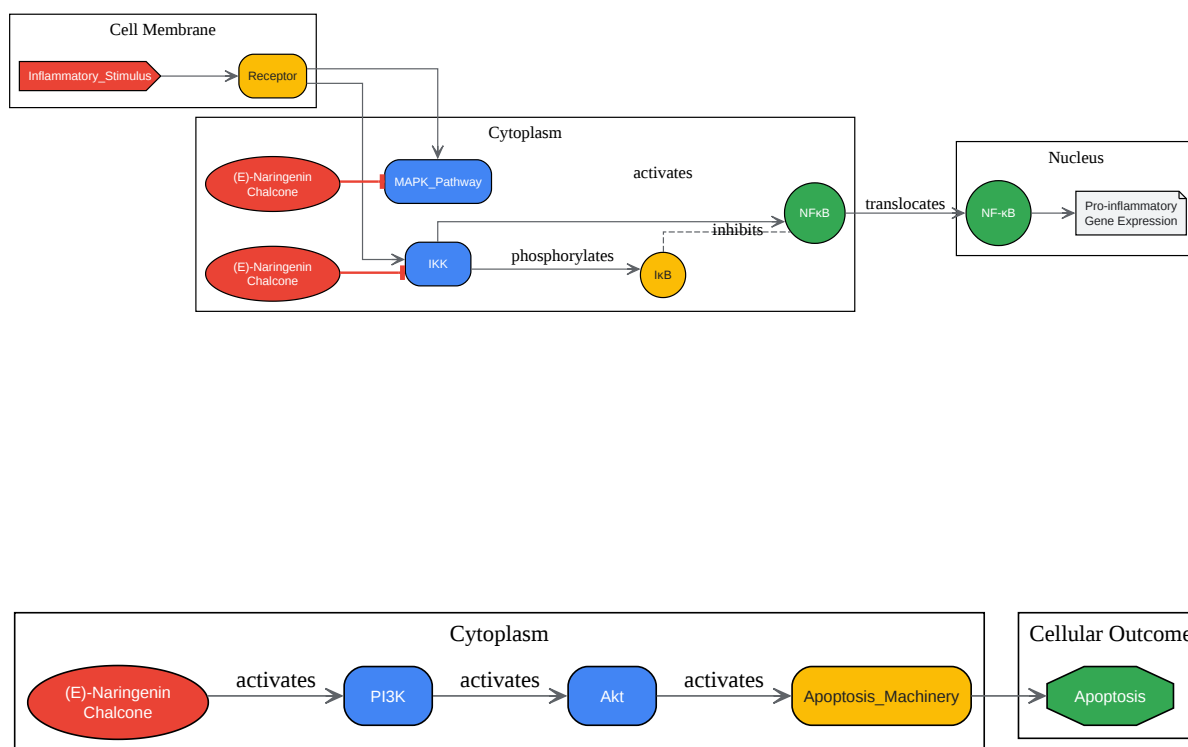 Cell Membrane
Inflammatory_Stimulus
Receptor
Cytoplasm
(E)-Naringenin
Chalcone
MAPK_Pathway
activates
(E)-Naringenin
Chalcone
IKK
phosphorylates
IκB
inhibits
NFκB
translocates
Nucleus
NF-κB
Pro-inflammatory
Gene Expression
Cytoplasm
(E)-Naringenin
Chalcone
activates
PI3K
activates
Akt
activates
Apoptosis_Machinery
Cellular Outcome
Apoptosis